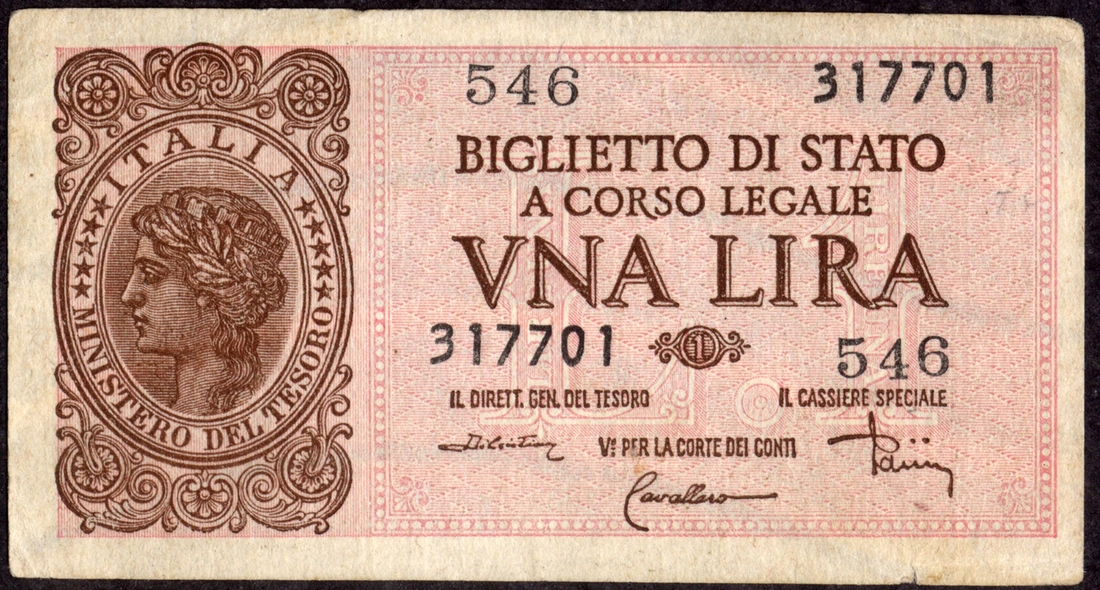 ITALIA
MINISTERO DEL TESORO
546 317701
BIGLIETTO DI STATO
A CORSO LEGALE
VNA LIRA
317701 1 546
IL DIRETT. GEN. DEL TESORO IL CASSIERE SPECIALE
Vº PER LA CORTE DEI CONTI
Cavallaro